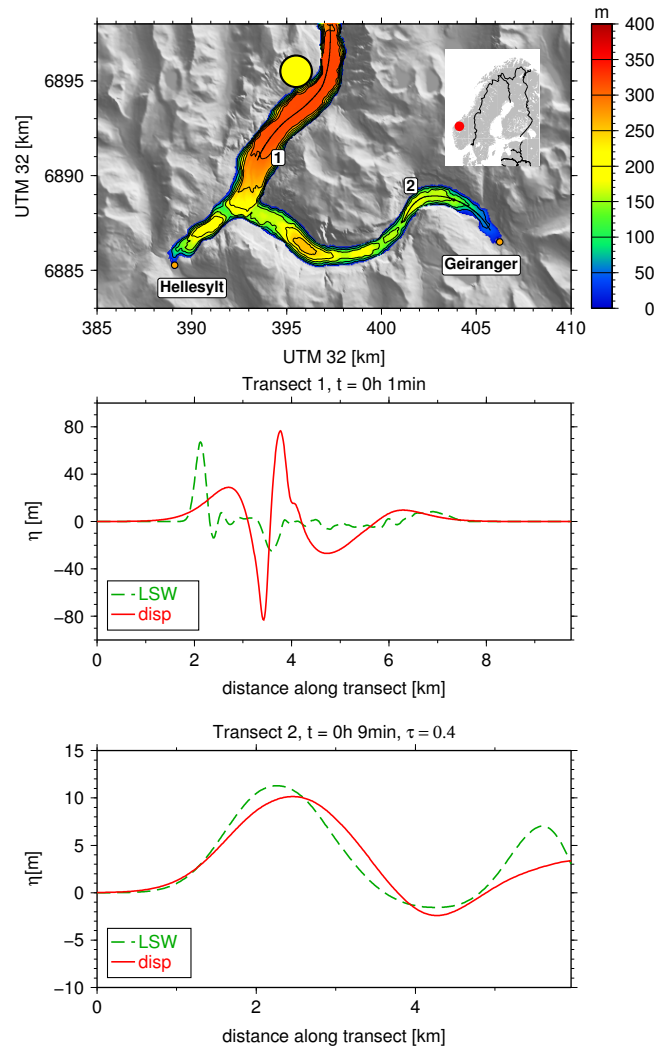 m
400
350
300
250
200
150
100
50
0
UTM 32 [km]
6895
6890
6885
1
2
Hellesylt
Geiranger
385 390 395 400 405 410
UTM 32 [km]
Transect 1, t = 0h 1min
η [m]
80
40
0
−40
−80
LSW
disp
0 2 4 6 8
distance along transect [km]
Transect 2, t = 0h 9min, τ = 0.4
η[m]
15
10
5
0
−5
−10
LSW
disp
0 2 4
distance along transect [km]